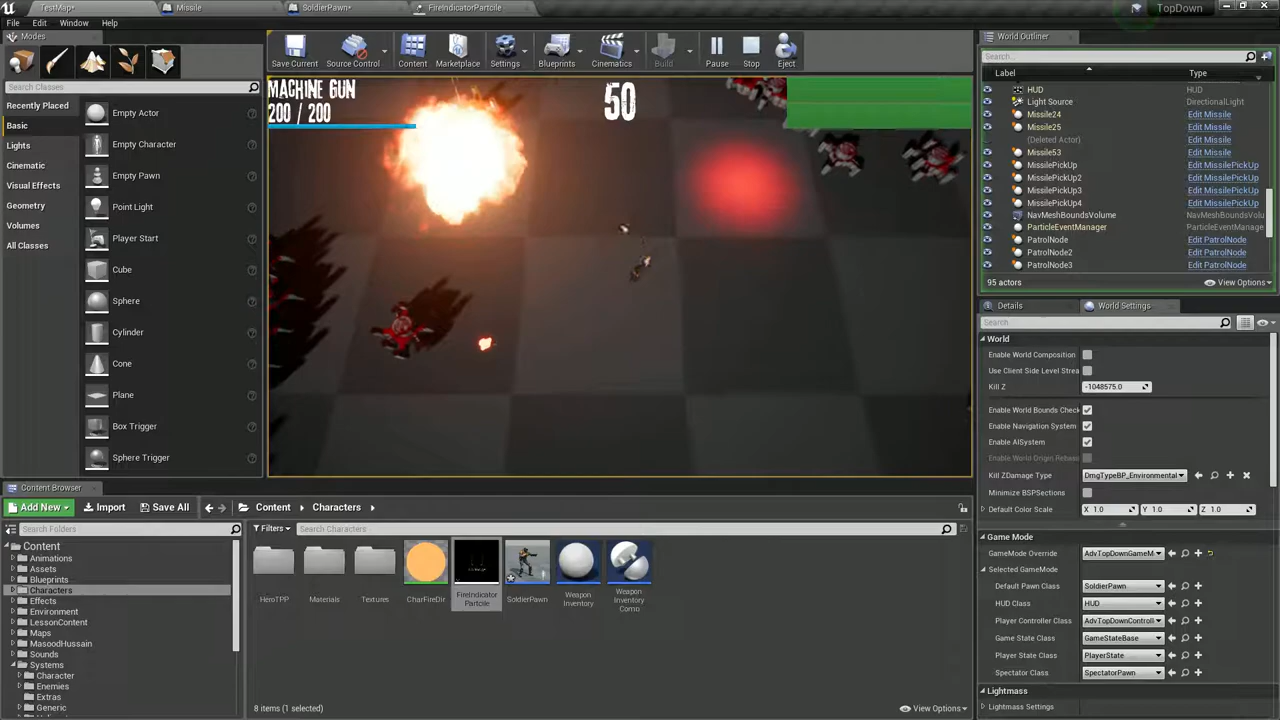 TestMap*
Missile
SoldierPawn*
FireIndicatorPartcile
TopDown
File
Edit
Window
Help
Modes
World Outliner
Save Current
Source Control
Content
Marketplace
Settings
Blueprints
Cinematics
Build
Pause
Stop
Eject
Search...
Label
Type
Search Classes
Recently Placed
Basic
Lights
Cinematic
Visual Effects
Geometry
Volumes
All Classes
Empty Actor
Empty Character
Empty Pawn
Point Light
Player Start
Cube
Sphere
Cylinder
Cone
Plane
Box Trigger
Sphere Trigger
MACHINE GUN
200 / 200
50
HUD HUD
Light Source DirectionalLight
Missile24 Edit Missile
Missile25 Edit Missile
(Deleted Actor) Edit Missile
Missile53 Edit Missile
MissilePickUp Edit MissilePickUp
MissilePickUp2 Edit MissilePickUp
MissilePickUp3 Edit MissilePickUp
MissilePickUp4 Edit MissilePickUp
NavMeshBoundsVolume NavMeshBoundsVolu
ParticleEventManager ParticleEventManager
PatrolNode Edit PatrolNode
PatrolNode2 Edit PatrolNode
PatrolNode3 Edit PatrolNode
95 actors
View Options
Details
World Settings
Search
World
Enable World Composition
Use Client Side Level Strea
Kill Z -1048575.0
Enable World Bounds Check
Enable Navigation System
Enable AISystem
Enable World Origin Rebase
Kill ZDamage Type DmgTypeBP_Environmental
Minimize BSPSections
Default Color Scale X 1.0 Y 1.0 Z 1.0
Game Mode
GameMode Override AdvTopDownGameM
Selected GameMode
Default Pawn Class SoldierPawn
HUD Class HUD
Player Controller Class AdvTopDownControll
Game State Class GameStateBase
Player State Class PlayerState
Spectator Class SpectatorPawn
Lightmass
Lightmass Settings
Content Browser
Add New
Import
Save All
Content
Characters
Search Folders
Filters
Search Characters
Content
Animations
Assets
Blueprints
Characters
Effects
Environment
LessonContent
Maps
MasoodHussain
Sounds
Systems
Character
Enemies
Extras
Generic
HeroTPP
Materials
Textures
CharFireDir
FireIndicator
Partcile
SoldierPawn
Weapon
Inventory
Weapon
Inventory
Comp
8 items (1 selected)
View Options